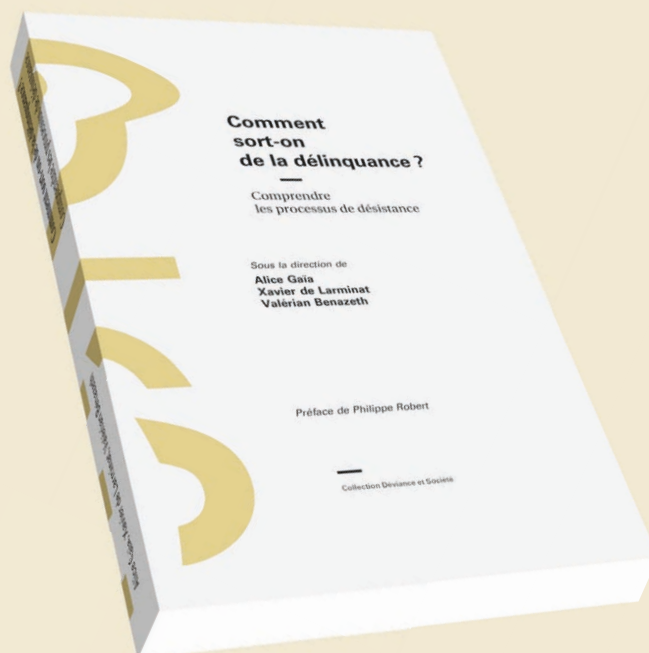 Comment
sort-on
de la délinquance ?
Comprendre
les processus de désistance
Sous la direction de
Alice Gaïa
Xavier de Larminat
Valérian Benazeth
Préface de Philippe Robert
Collection Déviance et Société